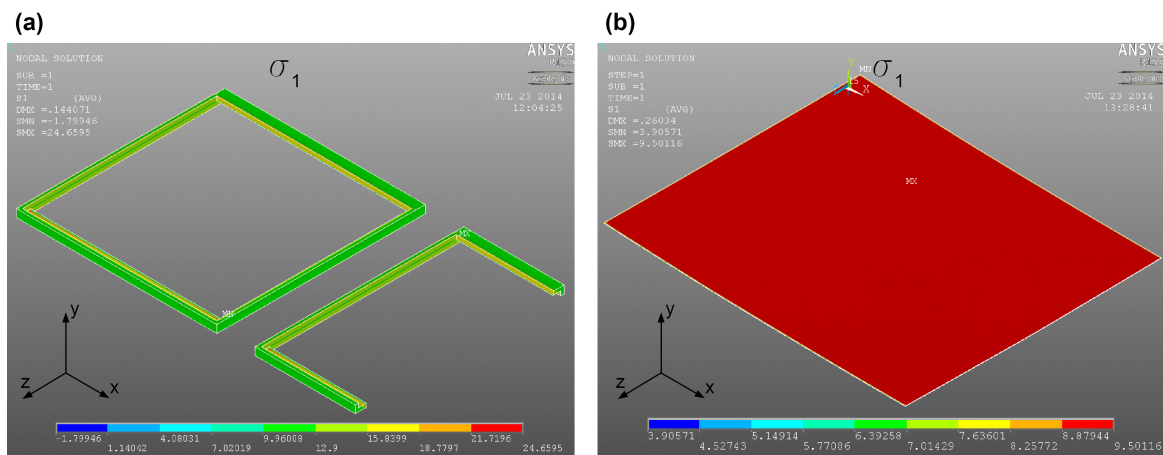 (a)
NODAL SOLUTION
SUB =1
TIME=1
S1 (AVG)
DMX =.144071
SMN =-1.79946
SMX =24.6595
σ1
ANSYS
JUL 23 2014
12:04:25
MX
MN
y
z
x
-1.79946 4.08031 9.96008 15.8399 21.7196
1.14042 7.02019 12.9 18.7797 24.6595
(b)
NODAL SOLUTION
STEP=1
SUB =1
TIME=1
S1 (AVG)
DMX =.26034
SMN =3.90571
SMX =9.50116
Y
MN
X
σ1
ANSYS
JUL 23 2014
13:28:41
MX
y
z
x
3.90571 5.14914 6.39258 7.63601 8.87944
4.52743 5.77086 7.01429 8.25772 9.50116